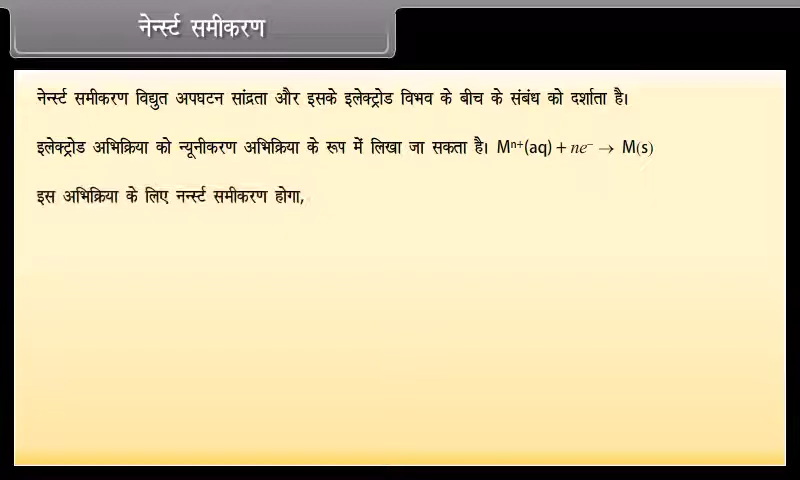 नेर्न्स्ट समीकरण
नेर्न्स्ट समीकरण विद्युत अपघटन सांद्रता और इसके इलेक्ट्रोड विभव के बीच के संबंध को दर्शाता है।
इलेक्ट्रोड अभिक्रिया को न्यूनीकरण अभिक्रिया के रूप में लिखा जा सकता है। Mⁿ⁺(aq) + ne⁻ → M(s)
इस अभिक्रिया के लिए नर्न्स्ट समीकरण होगा,